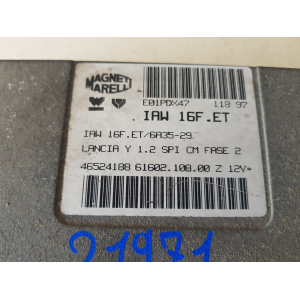 MAGNETI
MARELLI
E01PDX47 118 97
IAW 16F.ET
IAW 16F.ET/6A35-29
LANCIA Y 1.2 SPI CM FASE 2
46524188 61602.108.00 Z 12V=
21971